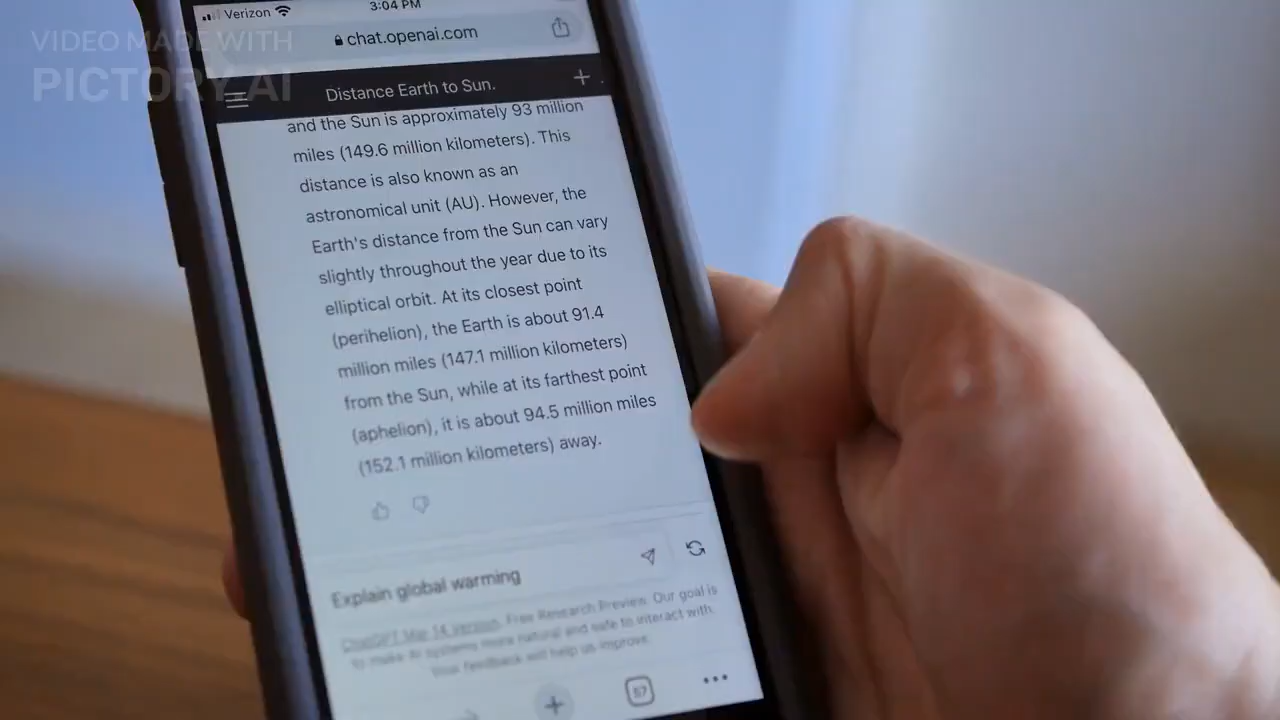 VIDEO MADE WITH
PICTORY.AI
Verizon
3:04 PM
chat.openai.com
Distance Earth to Sun.
and the Sun is approximately 93 million
miles (149.6 million kilometers). This
distance is also known as an
astronomical unit (AU). However, the
Earth's distance from the Sun can vary
slightly throughout the year due to its
elliptical orbit. At its closest point
(perihelion), the Earth is about 91.4
million miles (147.1 million kilometers)
from the Sun, while at its farthest point
(aphelion), it is about 94.5 million miles
(152.1 million kilometers) away.
Explain global warming
ChatGPT Mar 14 Version. Free Research Preview. Our goal is
to make AI systems more natural and safe to interact with.
Your feedback will help us improve.
57